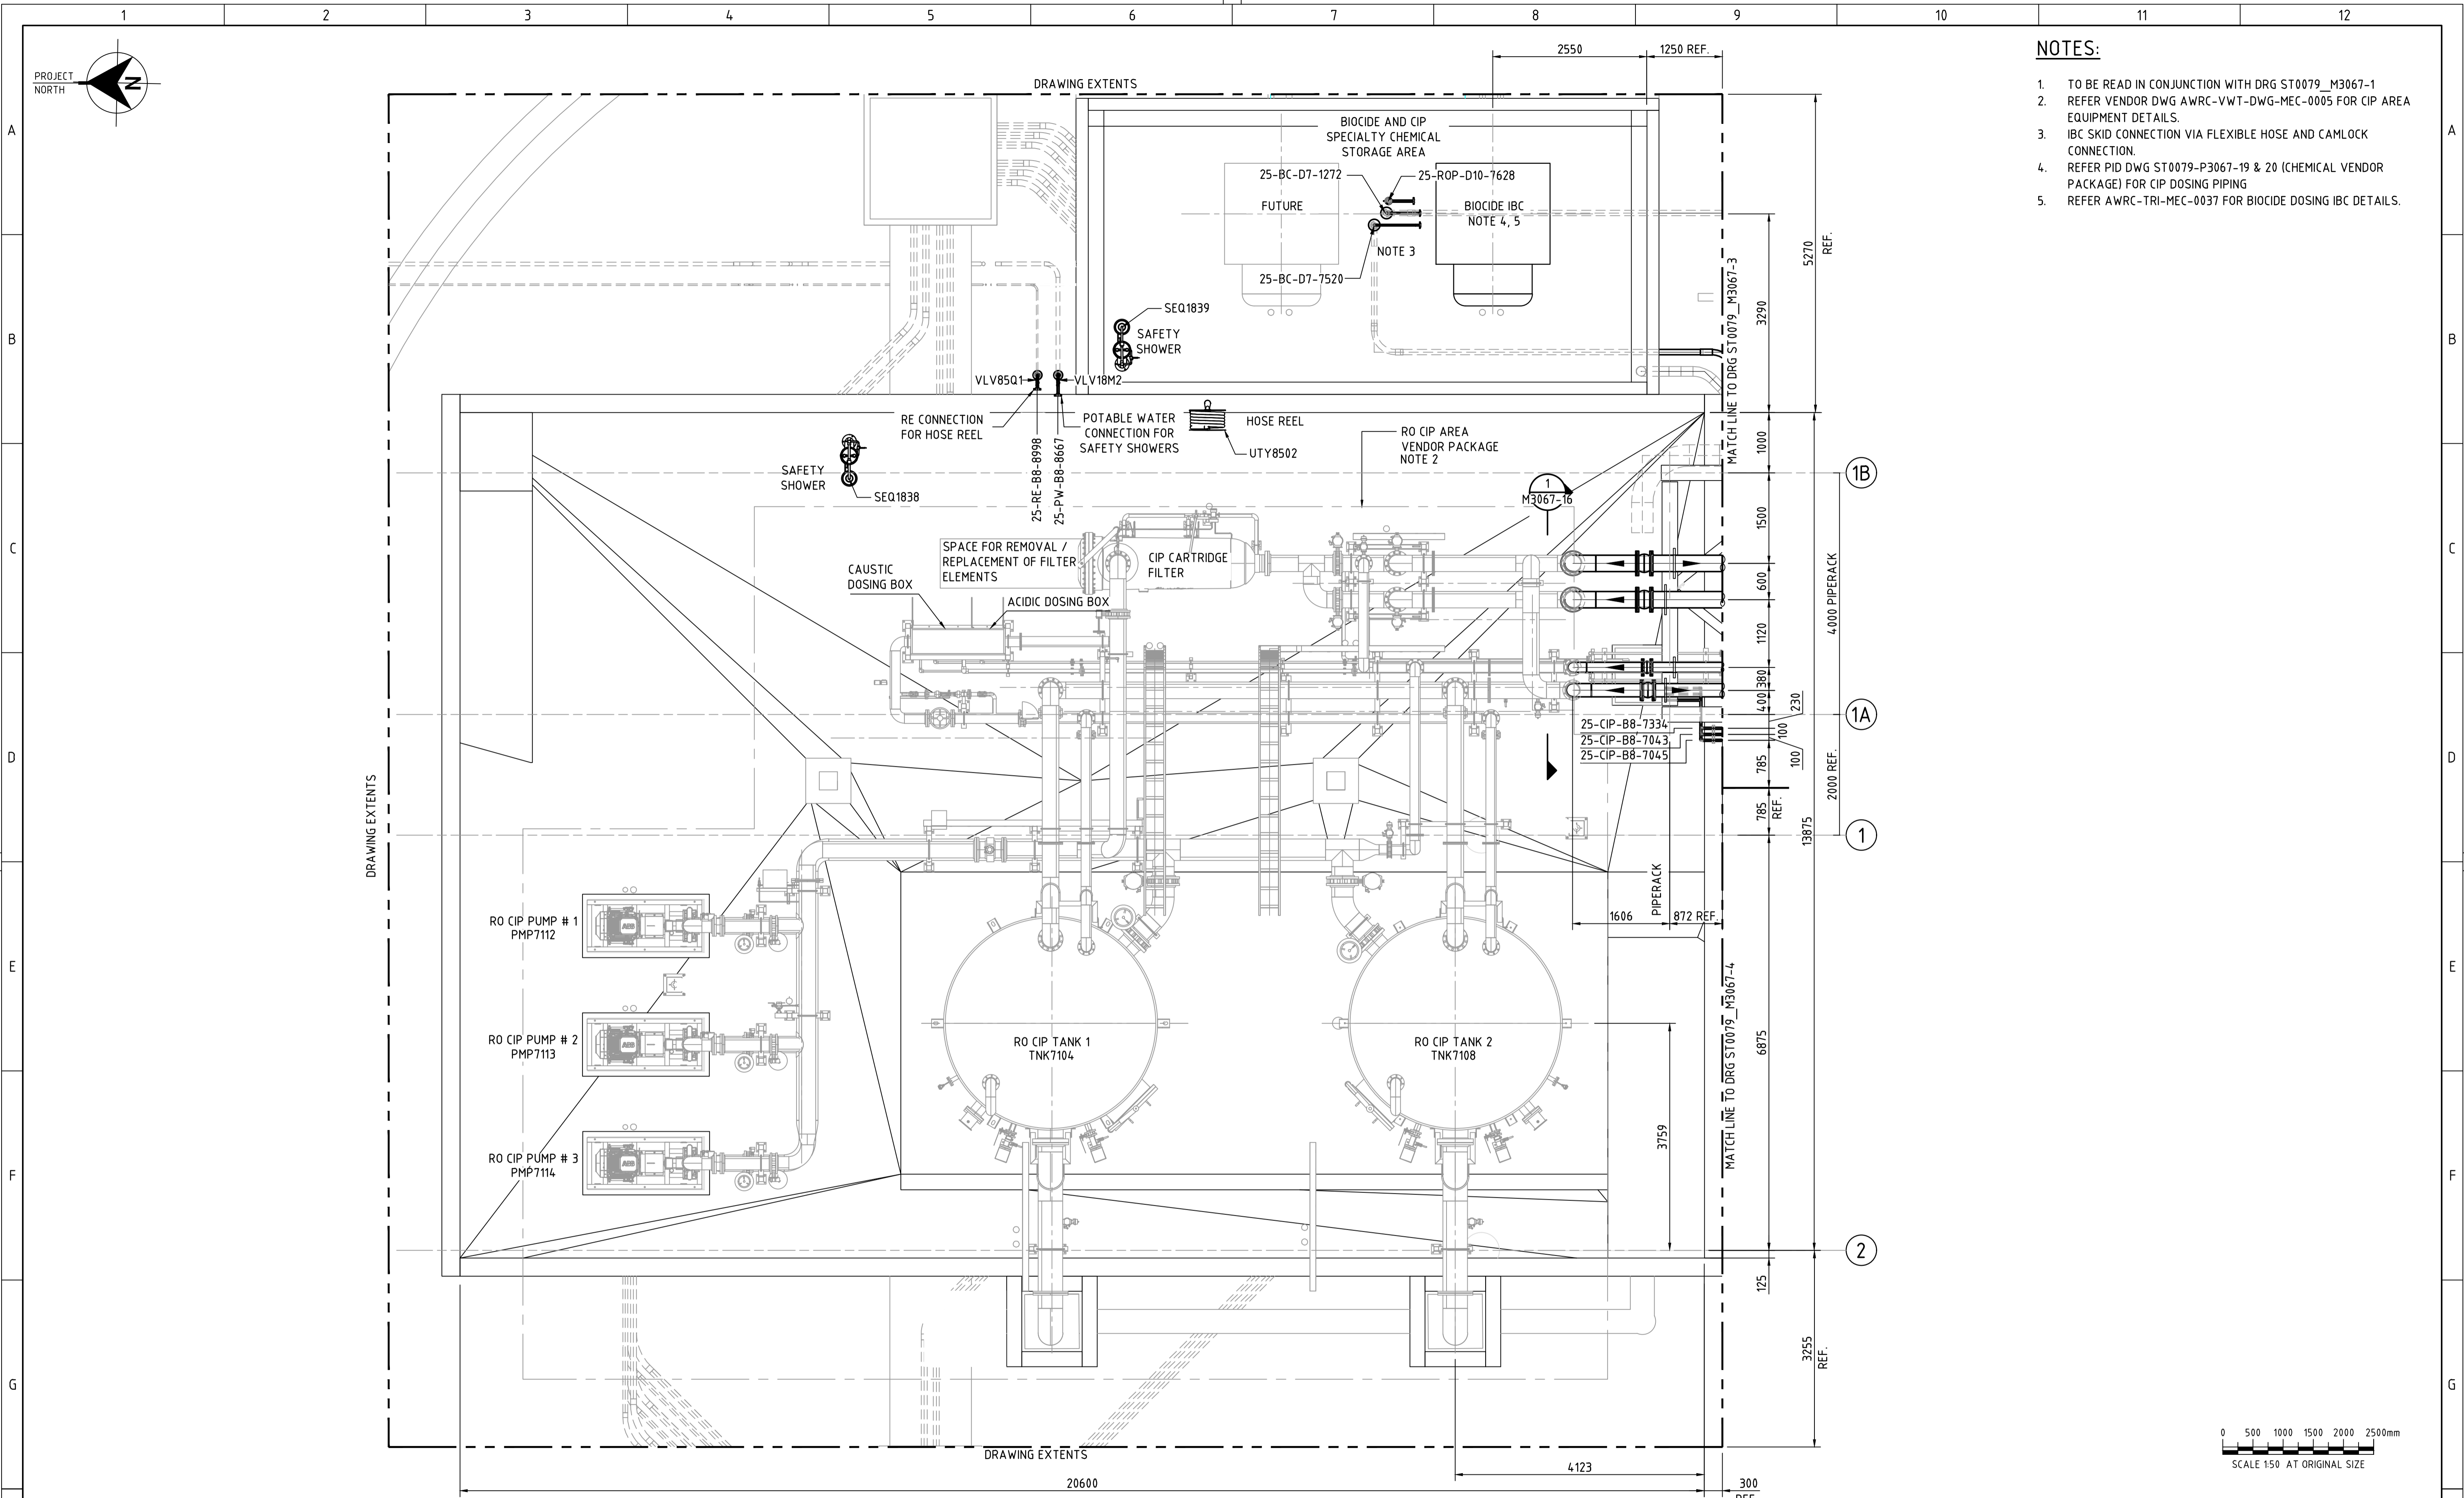 1 2 3 4 5 6 7 8 9 10 11 12
A
B
C
D
E
F
G
A
B
C
D
E
F
G
PROJECT
NORTH
N
NOTES:
1. TO BE READ IN CONJUNCTION WITH DRG ST0079_M3067-1
2. REFER VENDOR DWG AWRC-VWT-DWG-MEC-0005 FOR CIP AREA
EQUIPMENT DETAILS.
3. IBC SKID CONNECTION VIA FLEXIBLE HOSE AND CAMLOCK
CONNECTION.
4. REFER PID DWG ST0079-P3067-19 & 20 (CHEMICAL VENDOR
PACKAGE) FOR CIP DOSING PIPING
5. REFER AWRC-TRI-MEC-0037 FOR BIOCIDE DOSING IBC DETAILS.
2550
1250 REF.
DRAWING EXTENTS
BIOCIDE AND CIP
SPECIALTY CHEMICAL
STORAGE AREA
25-BC-D7-1272
25-ROP-D10-7628
FUTURE
BIOCIDE IBC
NOTE 4, 5
NOTE 3
25-BC-D7-7520
5270
REF.
3290
MATCH LINE TO DRG ST0079_M3067-3
SEQ1839
SAFETY
SHOWER
VLV85Q1
VLV18M2
RE CONNECTION
FOR HOSE REEL
POTABLE WATER
CONNECTION FOR
SAFETY SHOWERS
HOSE REEL
UTY8502
25-RE-B8-8998
25-PW-B8-8667
RO CIP AREA
VENDOR PACKAGE
NOTE 2
SAFETY
SHOWER
SEQ1838
1
M3067-16
1000
1B
1500
600
1120
380
400
230
100
100
785
785
REF.
4000 PIPERACK
2000 REF.
13875
1A
1
SPACE FOR REMOVAL /
REPLACEMENT OF FILTER
ELEMENTS
CIP CARTRIDGE
FILTER
CAUSTIC
DOSING BOX
ACIDIC DOSING BOX
25-CIP-B8-7334
25-CIP-B8-7043
25-CIP-B8-7045
DRAWING EXTENTS
PIPERACK
1606
872 REF.
RO CIP PUMP # 1
PMP7112
AEG
RO CIP PUMP # 2
PMP7113
AEG
RO CIP PUMP # 3
PMP7114
AEG
RO CIP TANK 1
TNK7104
RO CIP TANK 2
TNK7108
MATCH LINE TO DRG ST0079_M3067-4
6875
3759
2
125
3255
REF.
DRAWING EXTENTS
4123
20600
300
REF.
0 500 1000 1500 2000 2500mm
SCALE 1:50 AT ORIGINAL SIZE